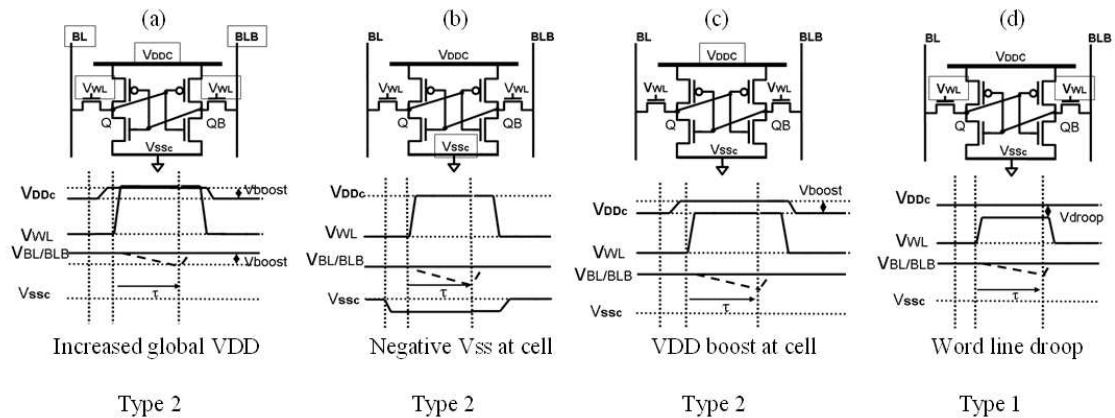 (a)
BL
BLB
VDDC
VWL
VWL
Q
QB
VSSc
VDDc
Vboost
VWL
VBL/BLB
Vboost
τ
VSSC
Increased global VDD
Type 2
(b)
BL
BLB
VDDC
VWL
VWL
Q
QB
VSSc
VDDc
VWL
VBL/BLB
τ
VSSC
Negative Vss at cell
Type 2
(c)
BL
BLB
VDDC
VWL
VWL
Q
QB
VSSc
Vboost
VDDc
VWL
VBL/BLB
τ
VSSC
VDD boost at cell
Type 2
(d)
BL
BLB
VDDC
VWL
VWL
Q
QB
VSSc
VDDc
Vdroop
VWL
VBL/BLB
τ
VSSC
Word line droop
Type 1